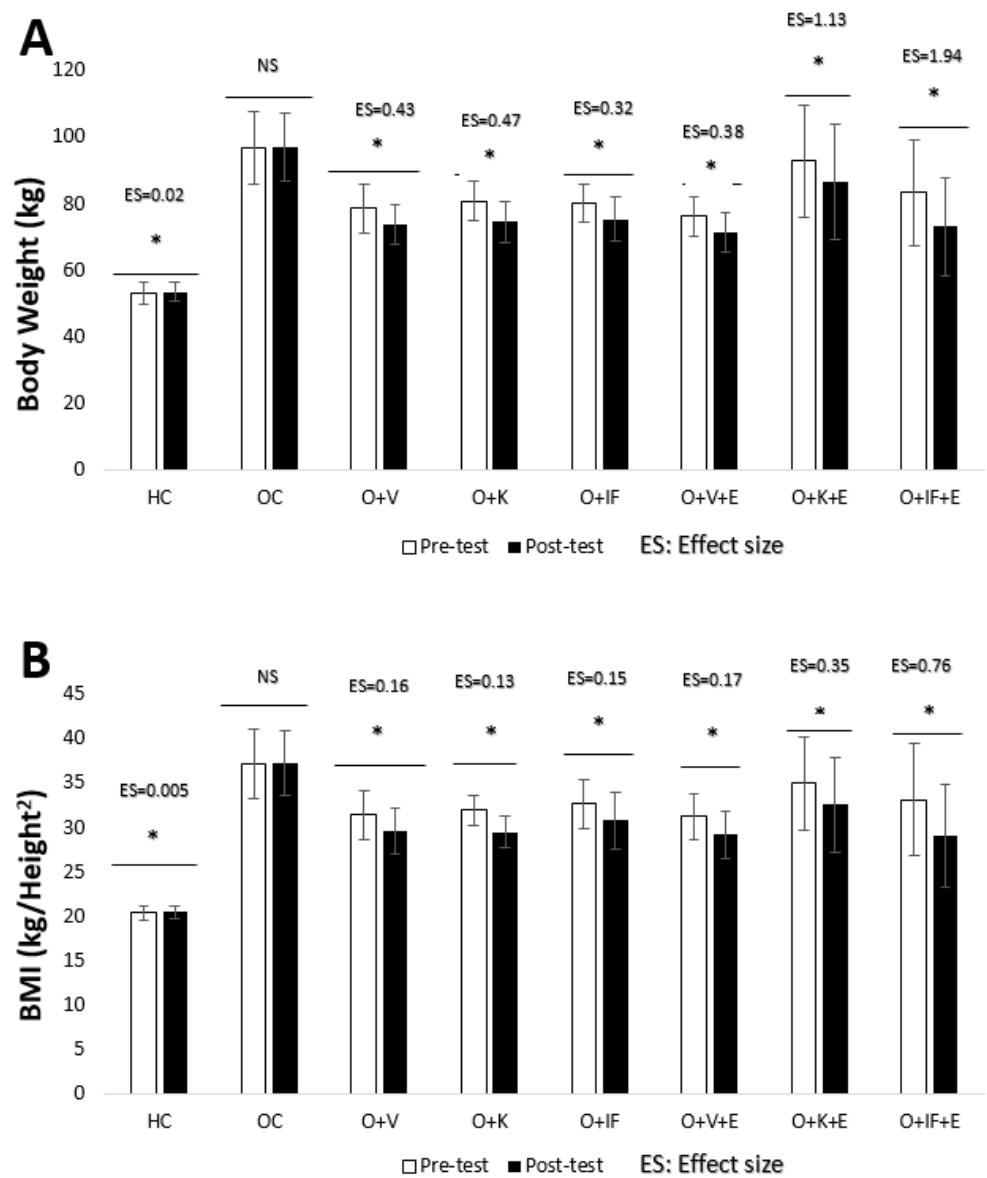 A
ES=1.13
ES=1.94
*
*
120
NS
ES=0.43
ES=0.47
ES=0.32
ES=0.38
*
*
*
*
100
80
ES=0.02
*
60
40
20
0
Body Weight (kg)
HC OC O+V O+K O+IF O+V+E O+K+E O+IF+E
Pre-test Post-test ES: Effect size
B
NS
ES=0.16
ES=0.13
ES=0.15
ES=0.17
ES=0.35
ES=0.76
*
*
*
*
*
*
45
40
35
30
ES=0.005
*
25
20
15
10
5
0
BMI (kg/Height²)
HC OC O+V O+K O+IF O+V+E O+K+E O+IF+E
Pre-test Post-test ES: Effect size